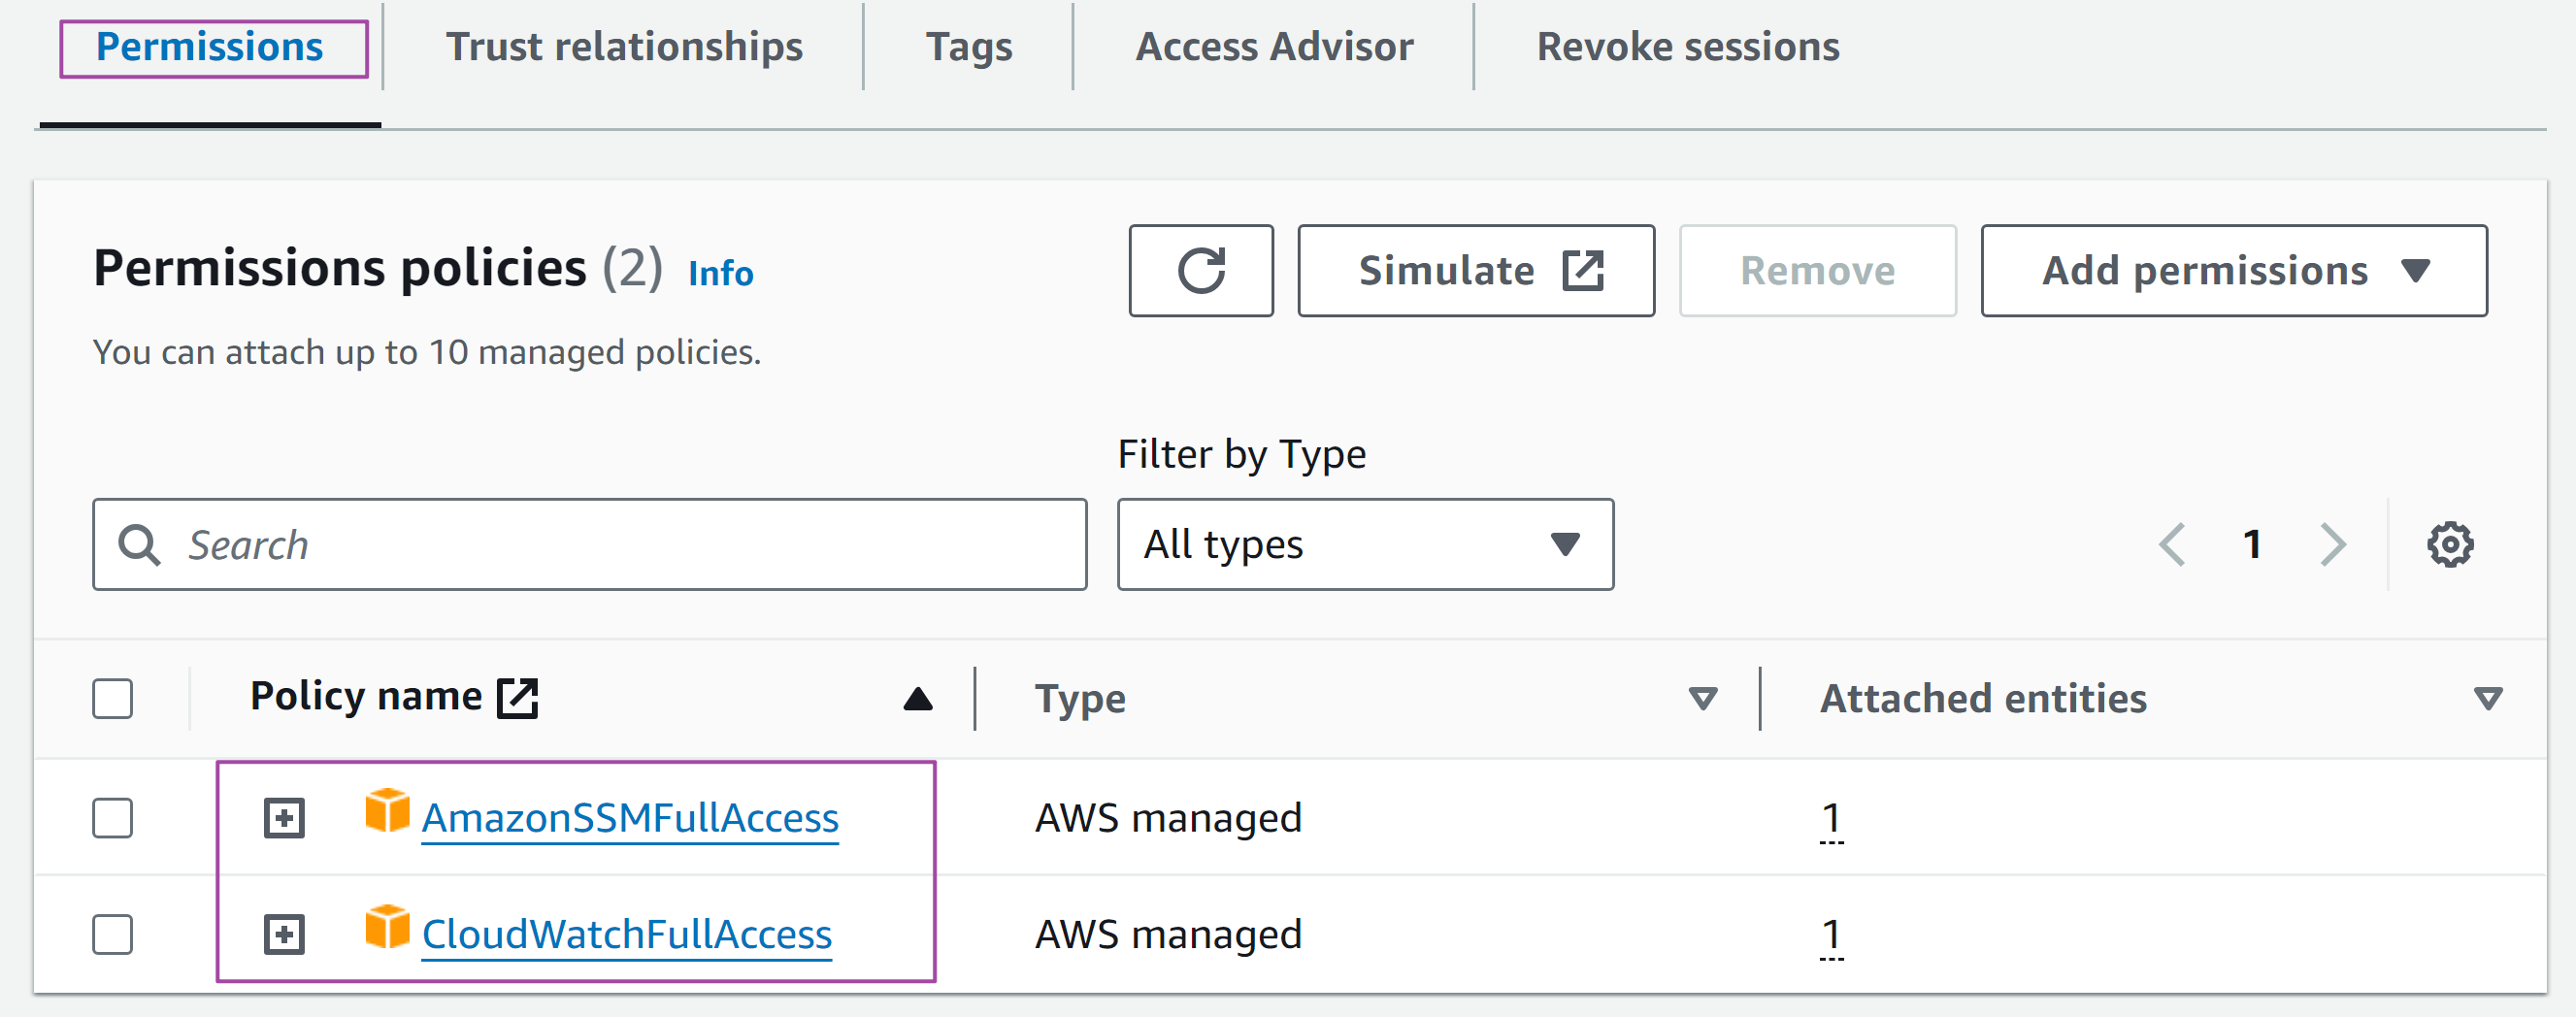 Permissions Trust relationships Tags Access Advisor Revoke sessions
Permissions policies (2) Info Simulate Remove Add permissions
You can attach up to 10 managed policies.
Filter by Type
Search All types 1
Policy name Type Attached entities
AmazonSSMFullAccess AWS managed 1
CloudWatchFullAccess AWS managed 1